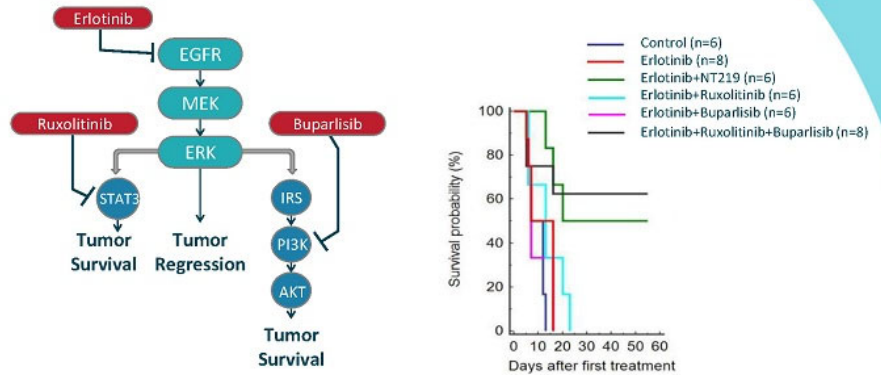 Erlotinib
EGFR
MEK
Ruxolitinib
Buparlisib
ERK
STAT3
IRS
Tumor
Survival
Tumor
Regression
PI3K
AKT
Tumor
Survival
Control (n=6)
Erlotinib (n=8)
Erlotinib+NT219 (n=6)
Erlotinib+Ruxolitinib (n=6)
Erlotinib+Buparlisib (n=6)
Erlotinib+Ruxolitinib+Buparlisib (n=8)
Survival probability (%)
100
80
60
40
20
0
0 10 20 30 40 50 60
Days after first treatment